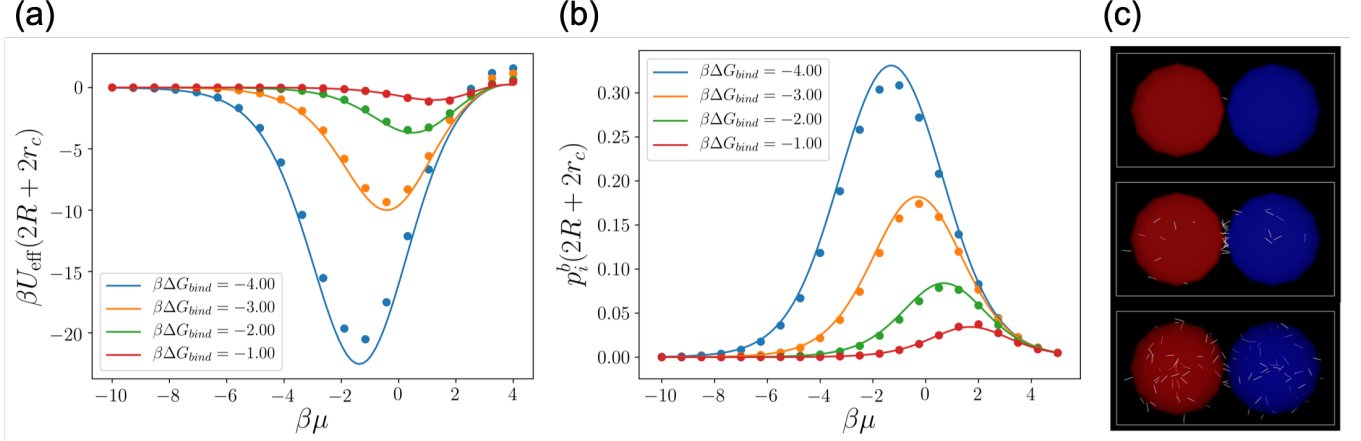 (a)
(b)
(c)
0
−5
−10
−15
−20
βU_eff(2R + 2r_c)
βΔG_bind = −4.00
βΔG_bind = −3.00
βΔG_bind = −2.00
βΔG_bind = −1.00
−10 −8 −6 −4 −2 0 2 4
βμ
0.30
0.25
0.20
0.15
0.10
0.05
0.00
p_i^b(2R + 2r_c)
βΔG_bind = −4.00
βΔG_bind = −3.00
βΔG_bind = −2.00
βΔG_bind = −1.00
−10 −8 −6 −4 −2 0 2 4
βμ